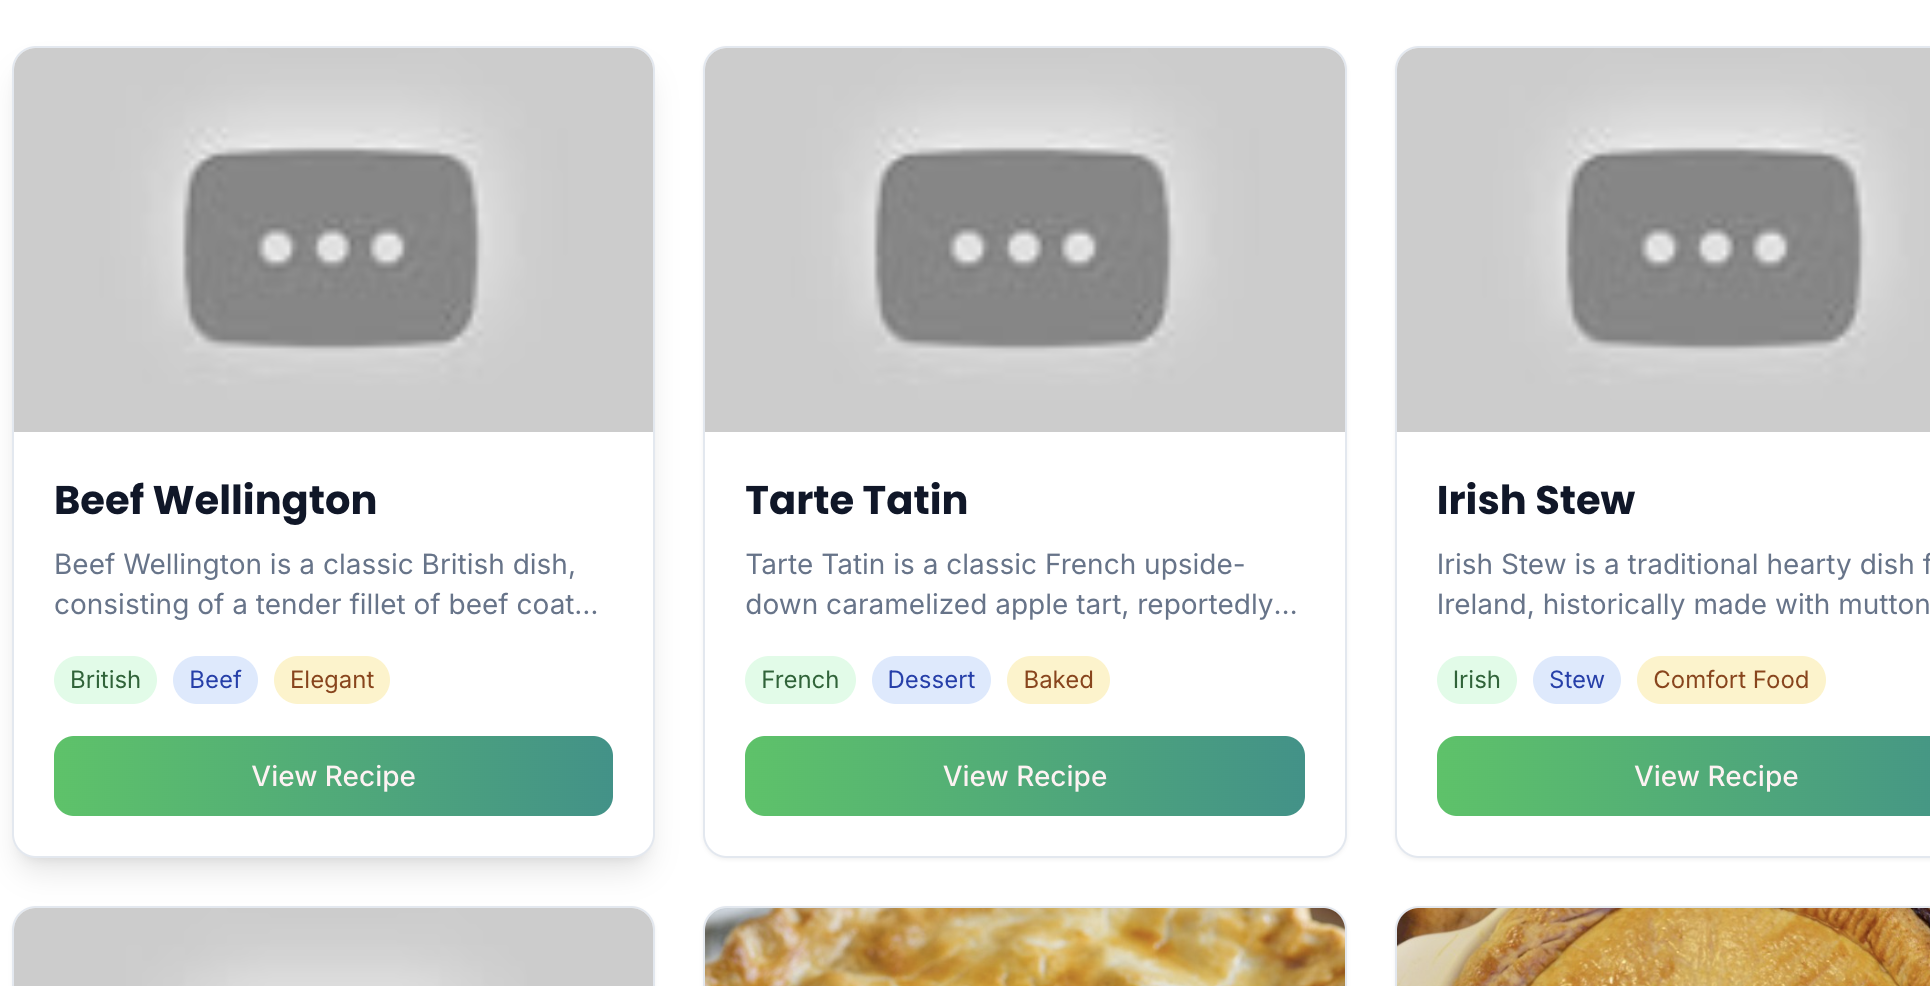 Beef Wellington
Beef Wellington is a classic British dish,
consisting of a tender fillet of beef coat...
British Beef Elegant
View Recipe
Tarte Tatin
Tarte Tatin is a classic French upside-
down caramelized apple tart, reportedly...
French Dessert Baked
View Recipe
Irish Stew
Irish Stew is a traditional hearty dish
Ireland, historically made with mutton
Irish Stew Comfort Food
View Recipe